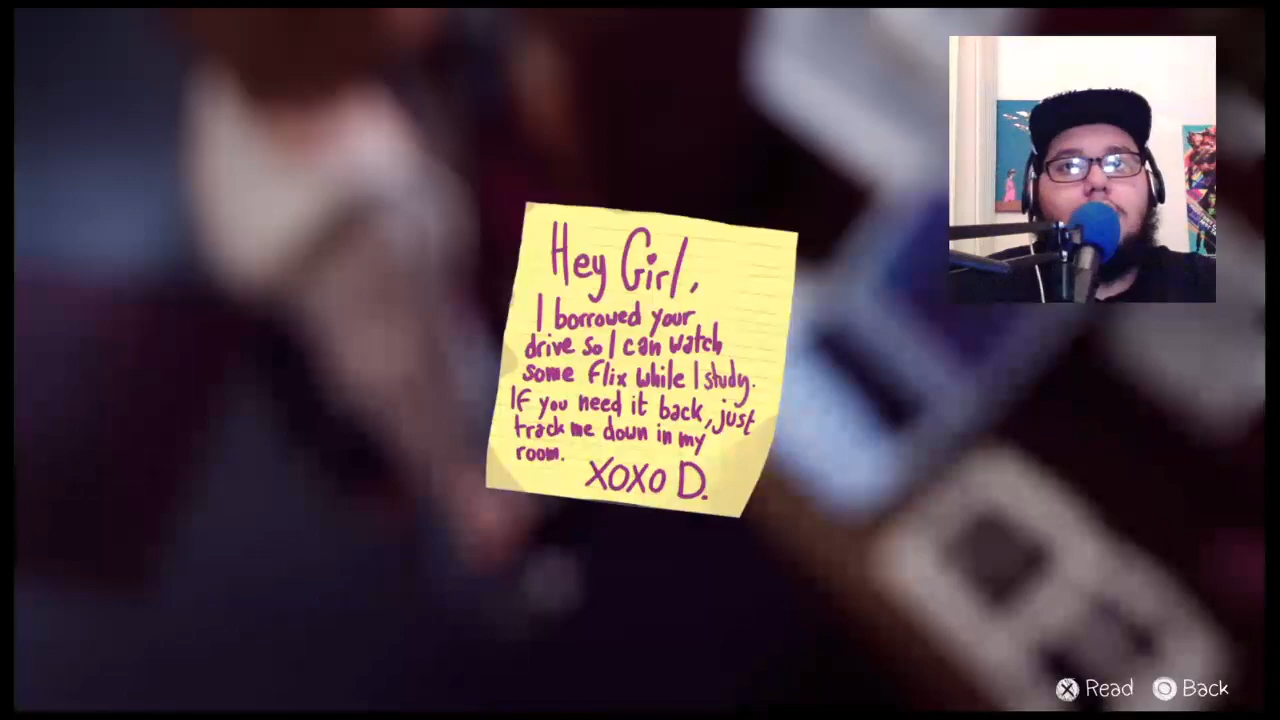 Hey Girl,
I borrowed your
drive so I can watch
some Flix while I study.
If you need it back, just
track me down in my
room.
XOXO D.
Read Back